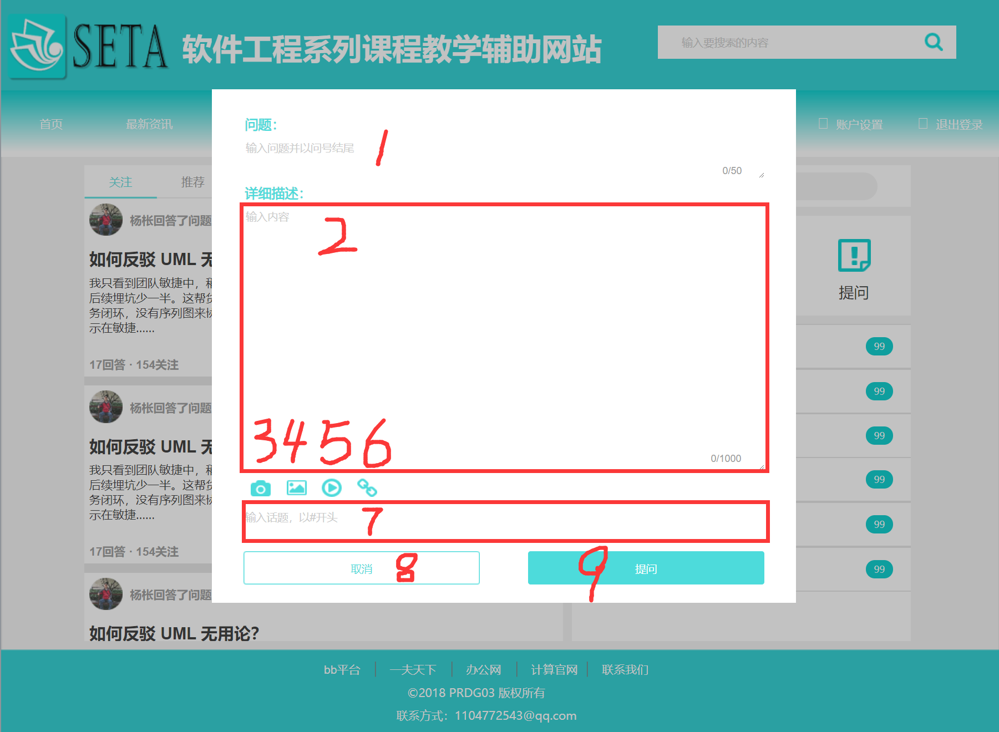 SETA 软件工程系列课程教学辅助网站
输入要搜索的内容
首页 最新资讯 账户设置 退出登录
问题：
1
输入问题并以问号结尾
0/50
关注 推荐
详细描述：
输入内容
2
杨枨回答了问题
如何反驳 UML 无
我只看到团队敏捷中，稍
后续埋坑少一半。这帮贷
务闭环，没有序列图来协
示在敏捷......
17回答 · 154关注
提问
99
99
99
99
99
99
杨枨回答了问题
如何反驳 UML 无
我只看到团队敏捷中，稍
后续埋坑少一半。这帮贷
务闭环，没有序列图来协
示在敏捷......
17回答 · 154关注
3 4 5 6
0/1000
输入话题，以#开头
7
取消 8
9 提问
杨枨回答了问题
如何反驳 UML 无用论？
bb平台 | 一夫天下 | 办公网 | 计算官网 | 联系我们
©2018 PRDG03 版权所有
联系方式：1104772543@qq.com